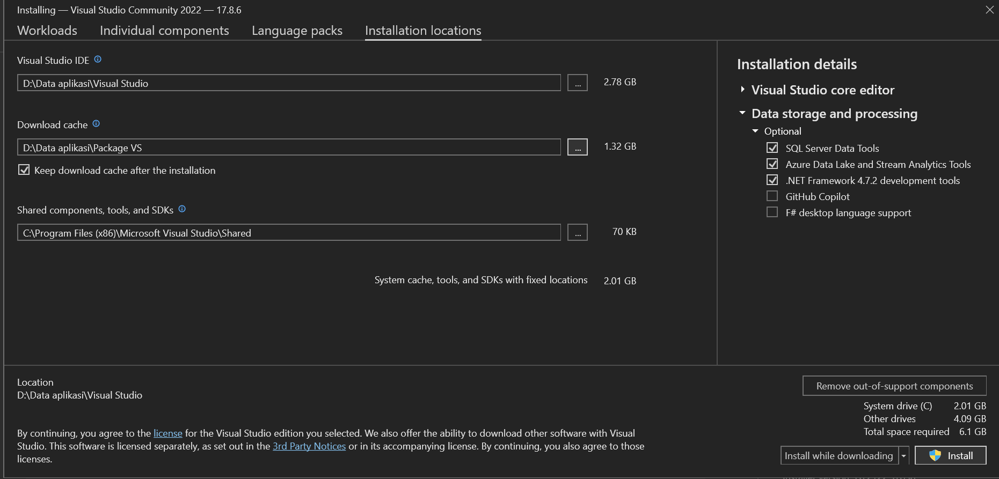 Installing — Visual Studio Community 2022 — 17.8.6
Workloads Individual components Language packs Installation locations
Visual Studio IDE
D:\Data aplikasi\Visual Studio ... 2.78 GB
Download cache
D:\Data aplikasi\Package VS ... 1.32 GB
Keep download cache after the installation
Shared components, tools, and SDKs
C:\Program Files (x86)\Microsoft Visual Studio\Shared ... 70 KB
System cache, tools, and SDKs with fixed locations 2.01 GB
Installation details
Visual Studio core editor
Data storage and processing
Optional
SQL Server Data Tools
Azure Data Lake and Stream Analytics Tools
.NET Framework 4.7.2 development tools
GitHub Copilot
F# desktop language support
Location
D:\Data aplikasi\Visual Studio
By continuing, you agree to the license for the Visual Studio edition you selected. We also offer the ability to download other software with Visual
Studio. This software is licensed separately, as set out in the 3rd Party Notices or in its accompanying license. By continuing, you also agree to those
licenses.
Remove out-of-support components
System drive (C) 2.01 GB
Other drives 4.09 GB
Total space required 6.1 GB
Install while downloading
Install